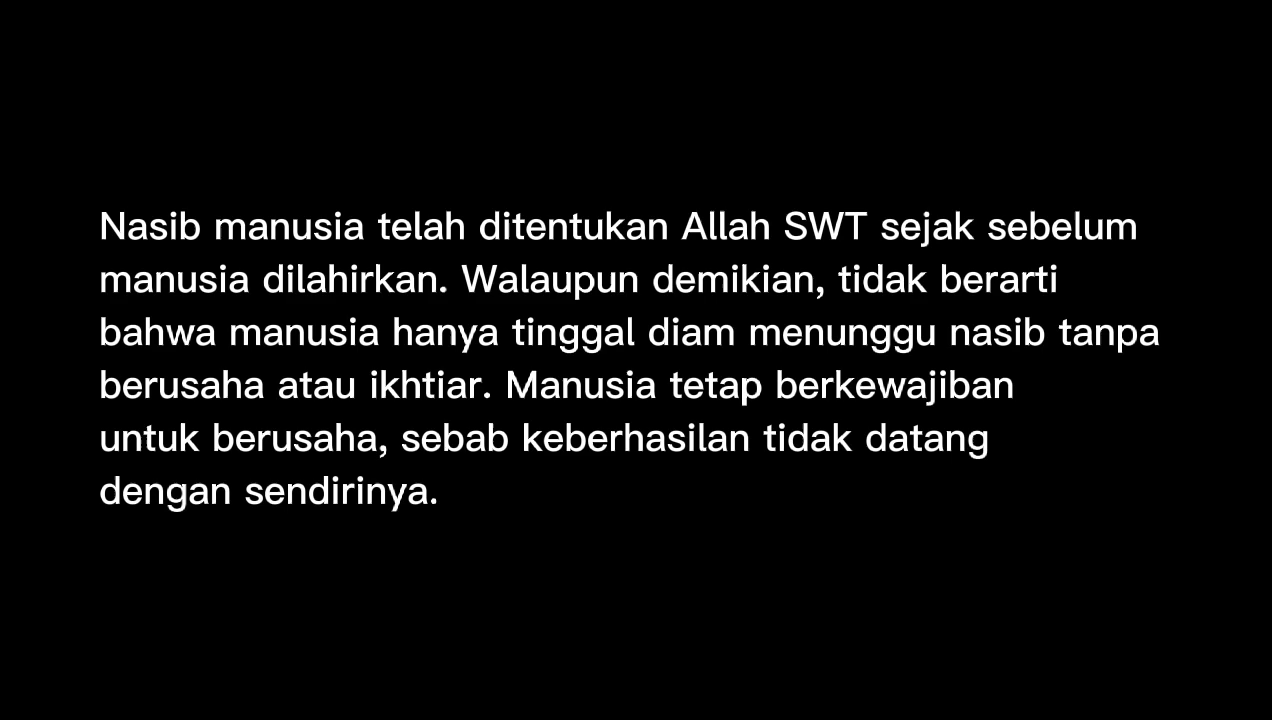 Nasib manusia telah ditentukan Allah SWT sejak sebelum
manusia dilahirkan. Walaupun demikian, tidak berarti
bahwa manusia hanya tinggal diam menunggu nasib tanpa
berusaha atau ikhtiar. Manusia tetap berkewajiban
untuk berusaha, sebab keberhasilan tidak datang
dengan sendirinya.